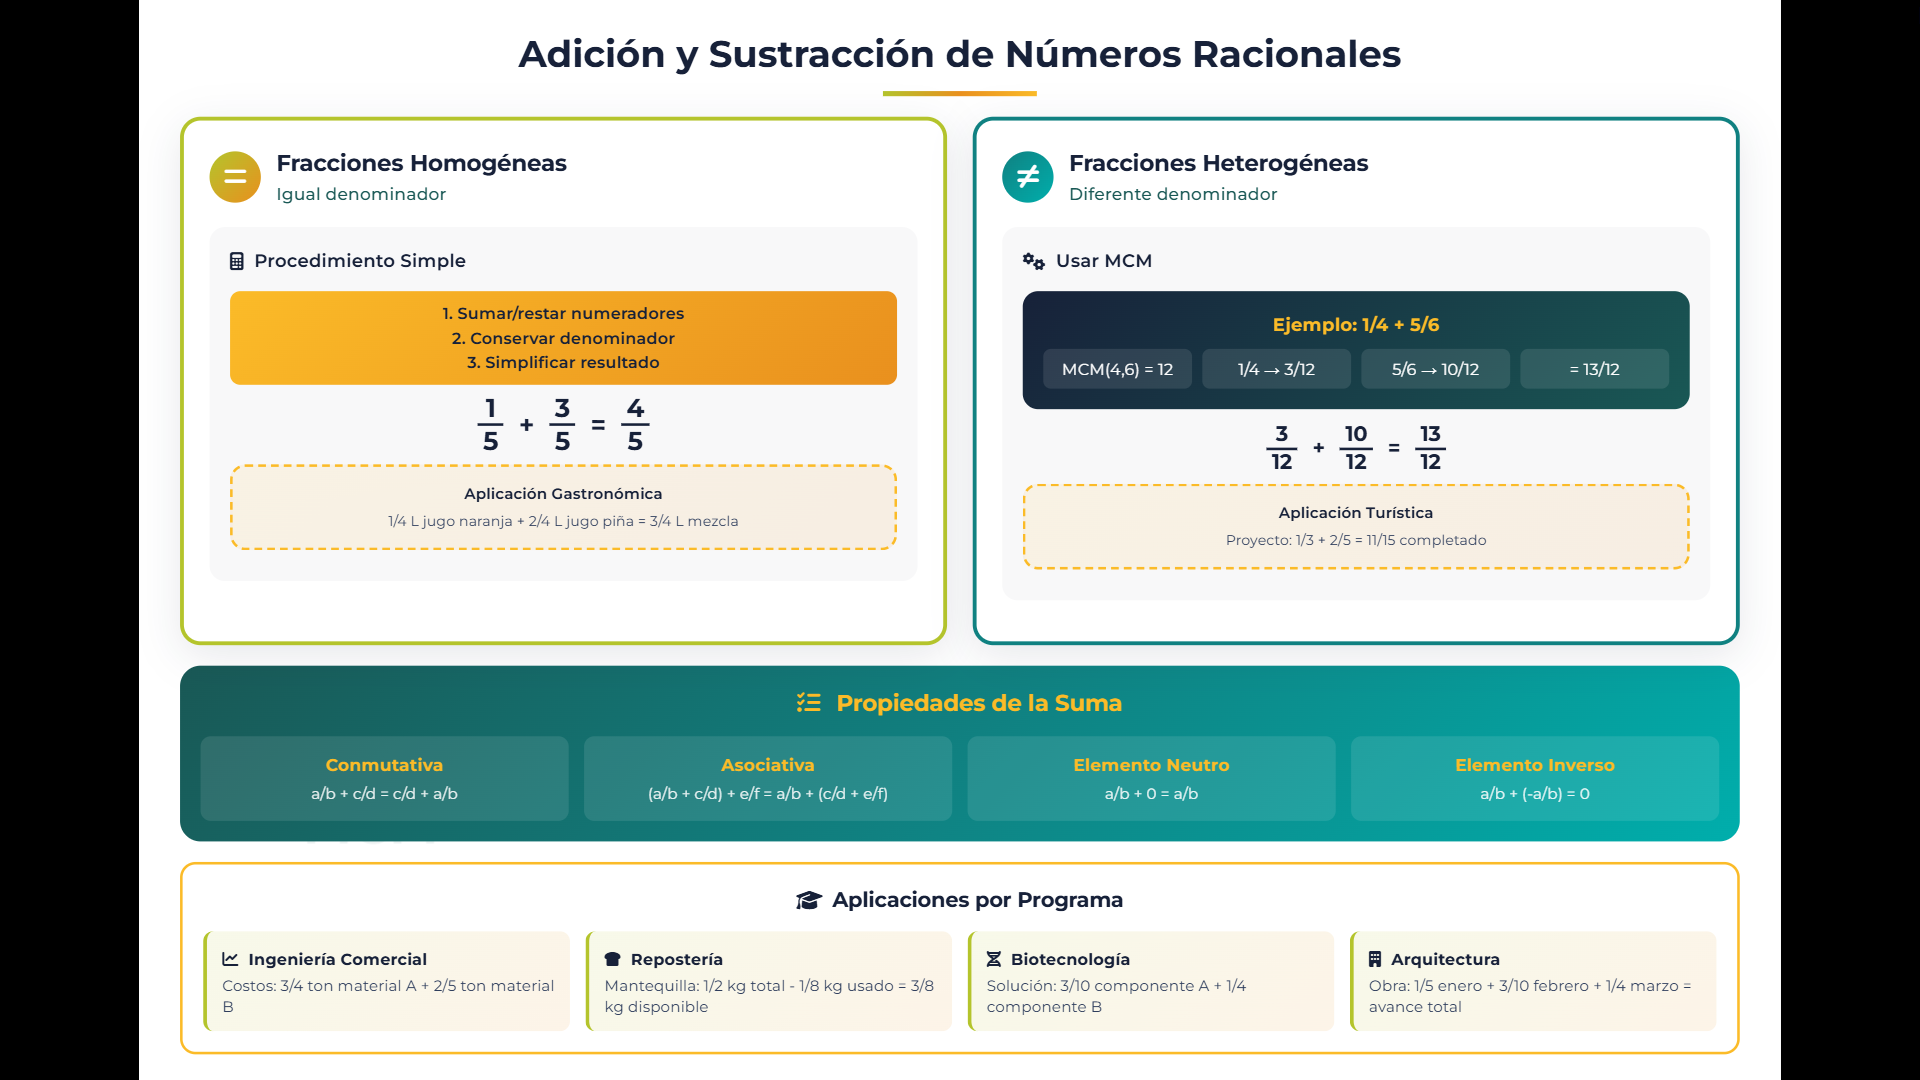 Adición y Sustracción de Números Racionales
Fracciones Homogéneas
Igual denominador
Procedimiento Simple
1. Sumar/restar numeradores
2. Conservar denominador
3. Simplificar resultado
1/5 + 3/5 = 4/5
Aplicación Gastronómica
1/4 L jugo naranja + 2/4 L jugo piña = 3/4 L mezcla
Fracciones Heterogéneas
Diferente denominador
Usar MCM
Ejemplo: 1/4 + 5/6
MCM(4,6) = 12
1/4 → 3/12
5/6 → 10/12
= 13/12
3/12 + 10/12 = 13/12
Aplicación Turística
Proyecto: 1/3 + 2/5 = 11/15 completado
Propiedades de la Suma
Conmutativa
a/b + c/d = c/d + a/b
Asociativa
(a/b + c/d) + e/f = a/b + (c/d + e/f)
Elemento Neutro
a/b + 0 = a/b
Elemento Inverso
a/b + (-a/b) = 0
Aplicaciones por Programa
Ingeniería Comercial
Costos: 3/4 ton material A + 2/5 ton material
B
Repostería
Mantequilla: 1/2 kg total - 1/8 kg usado = 3/8
kg disponible
Biotecnología
Solución: 3/10 componente A + 1/4
componente B
Arquitectura
Obra: 1/5 enero + 3/10 febrero + 1/4 marzo =
avance total